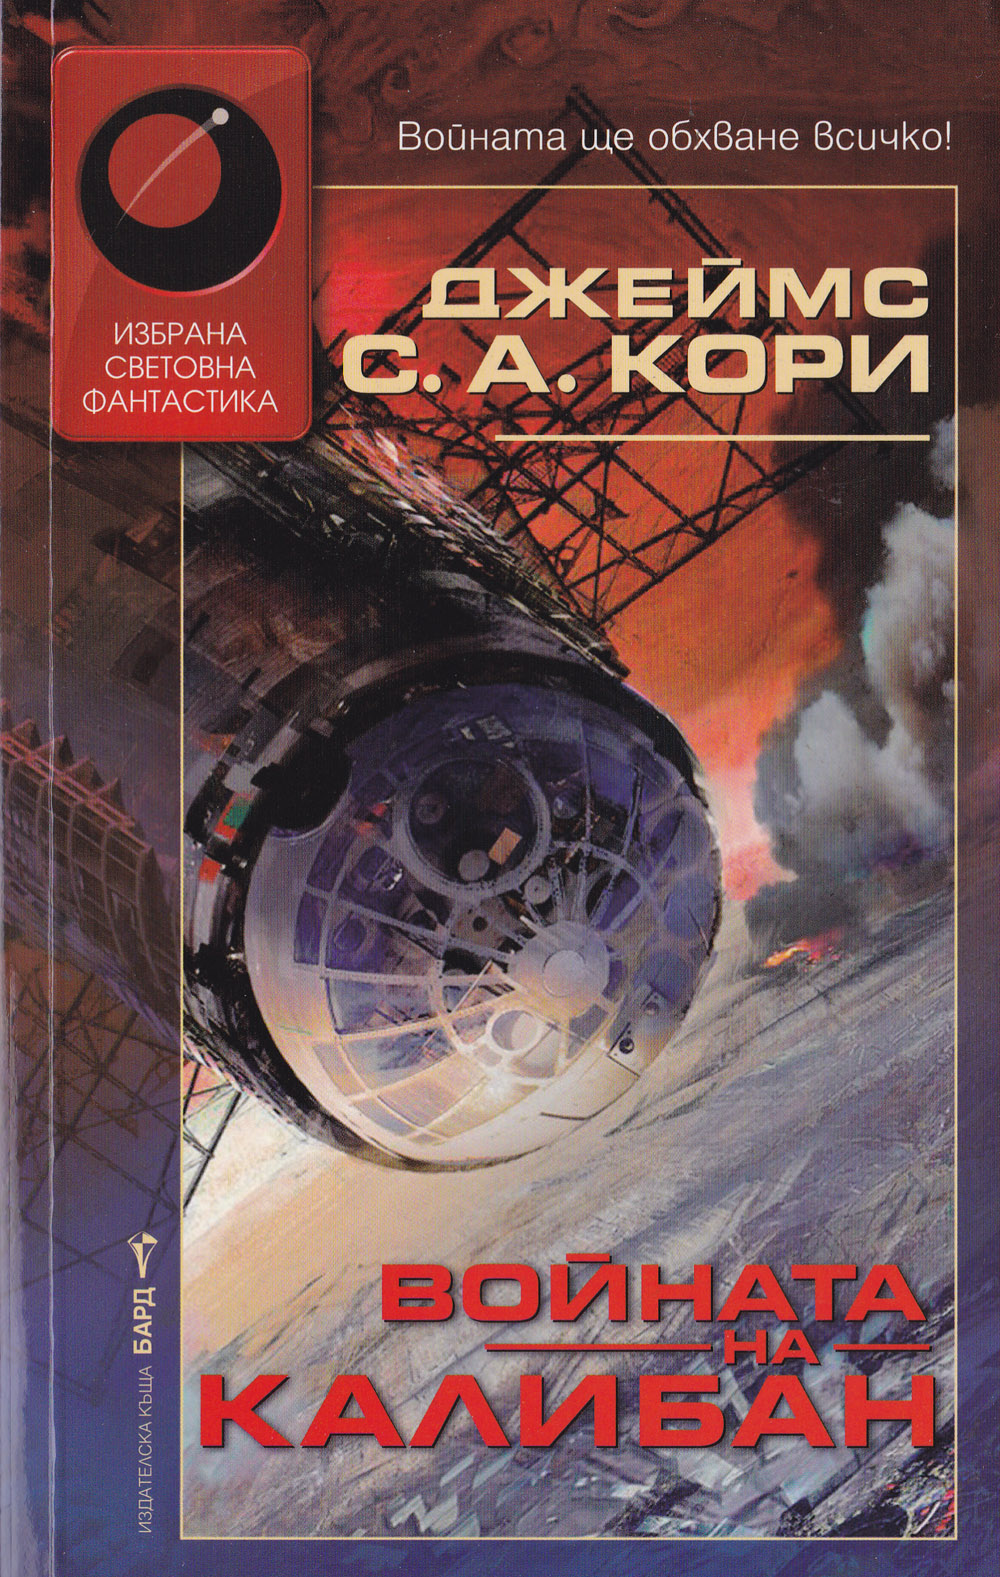 Войната ще обхване всичко!
ИЗБРАНА
СВЕТОВНА
ФАНТАСТИКА
ДЖЕЙМС
С. А. КОРИ
ВОЙНАТА
НА
КАЛИБАН
ИЗДАТЕЛСКА КЪЩА БАРД